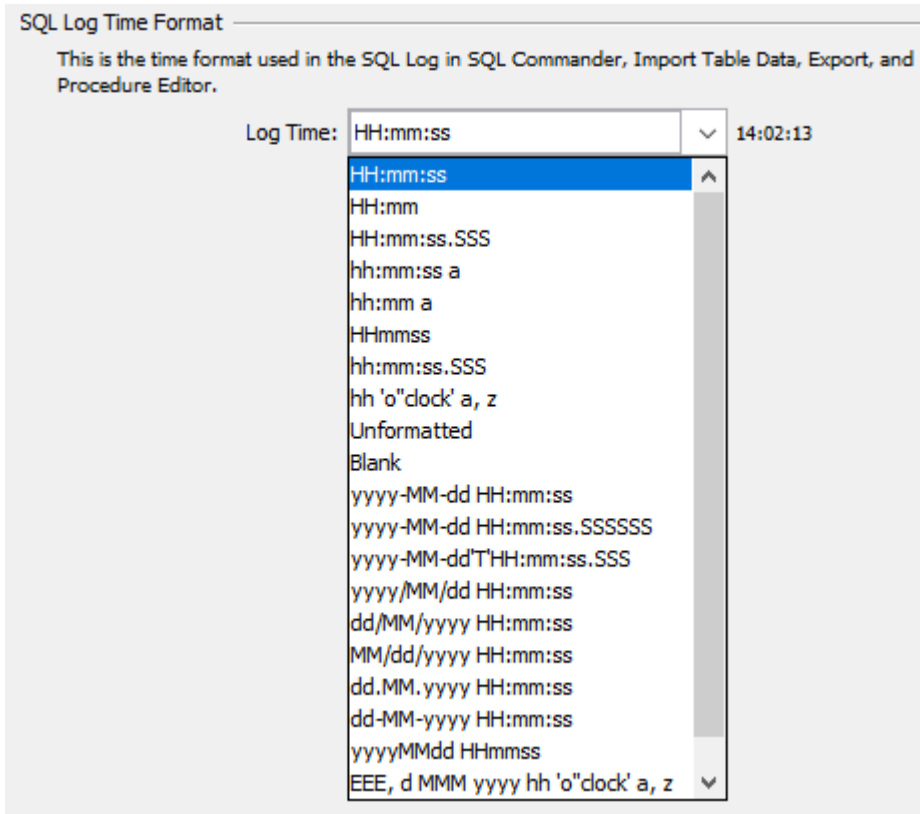 SQL Log Time Format
This is the time format used in the SQL Log in SQL Commander, Import Table Data, Export, and
Procedure Editor.
Log Time: HH:mm:ss 14:02:13
HH:mm:ss
HH:mm
HH:mm:ss.SSS
hh:mm:ss a
hh:mm a
HHmmss
hh:mm:ss.SSS
hh 'o''clock' a, z
Unformatted
Blank
yyyy-MM-dd HH:mm:ss
yyyy-MM-dd HH:mm:ss.SSSSSS
yyyy-MM-dd'T'HH:mm:ss.SSS
yyyy/MM/dd HH:mm:ss
dd/MM/yyyy HH:mm:ss
MM/dd/yyyy HH:mm:ss
dd.MM.yyyy HH:mm:ss
dd-MM-yyyy HH:mm:ss
yyyyMMdd HHmmss
EEE, d MMM yyyy hh 'o''clock' a, z